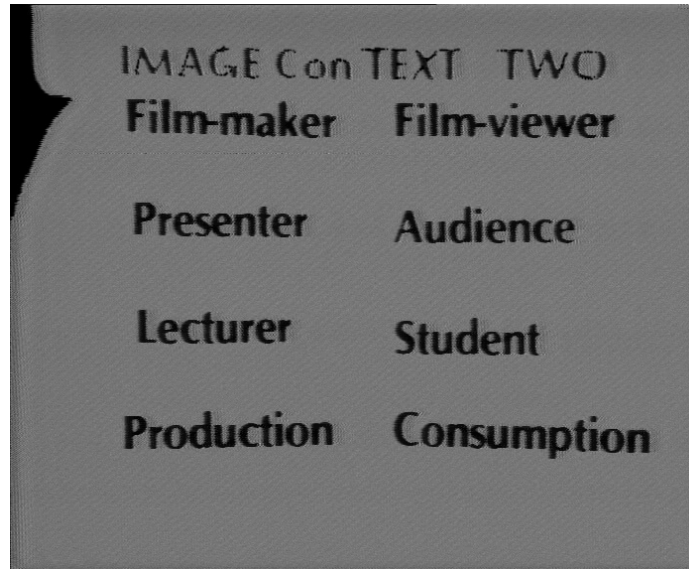 IMAGE Con TEXT TWO
Film-maker Film-viewer
Presenter Audience
Lecturer Student
Production Consumption